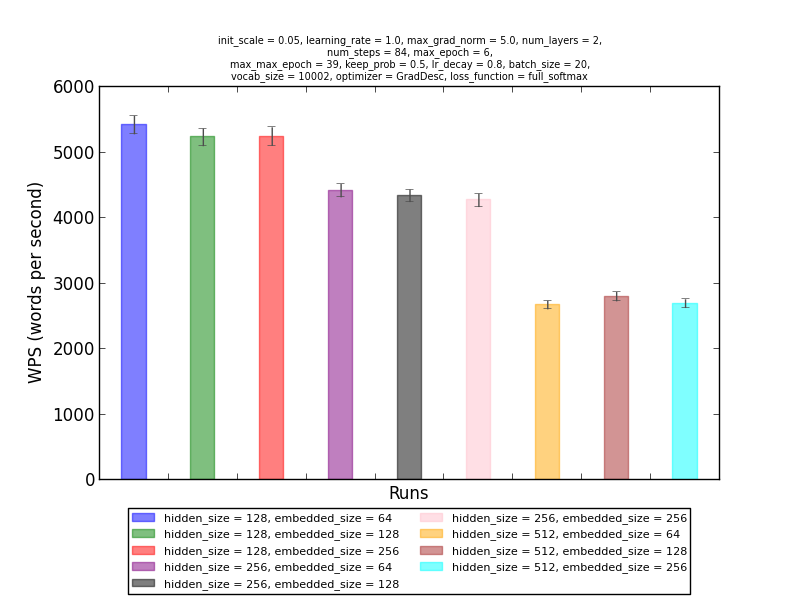 init_scale = 0.05, learning_rate = 1.0, max_grad_norm = 5.0, num_layers = 2,
num_steps = 84, max_epoch = 6,
max_max_epoch = 39, keep_prob = 0.5, lr_decay = 0.8, batch_size = 20,
vocab_size = 10002, optimizer = GradDesc, loss_function = full_softmax
6000
5000
4000
3000
2000
1000
0
WPS (words per second)
Runs
hidden_size = 128, embedded_size = 64
hidden_size = 128, embedded_size = 128
hidden_size = 128, embedded_size = 256
hidden_size = 256, embedded_size = 64
hidden_size = 256, embedded_size = 128
hidden_size = 256, embedded_size = 256
hidden_size = 512, embedded_size = 64
hidden_size = 512, embedded_size = 128
hidden_size = 512, embedded_size = 256